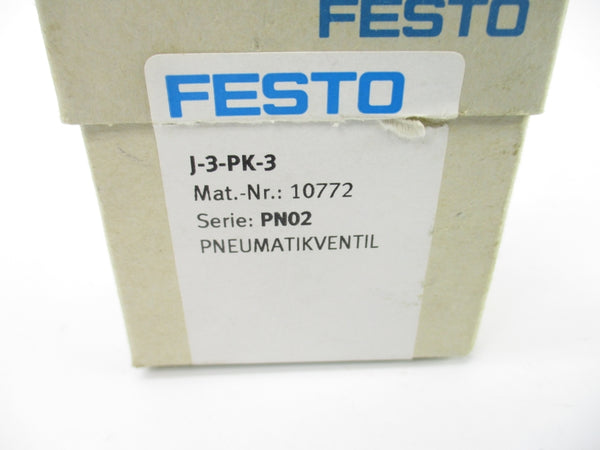 FESTO
FESTO
J-3-PK-3
Mat.-Nr.: 10772
Serie: PN02
PNEUMATIKVENTIL